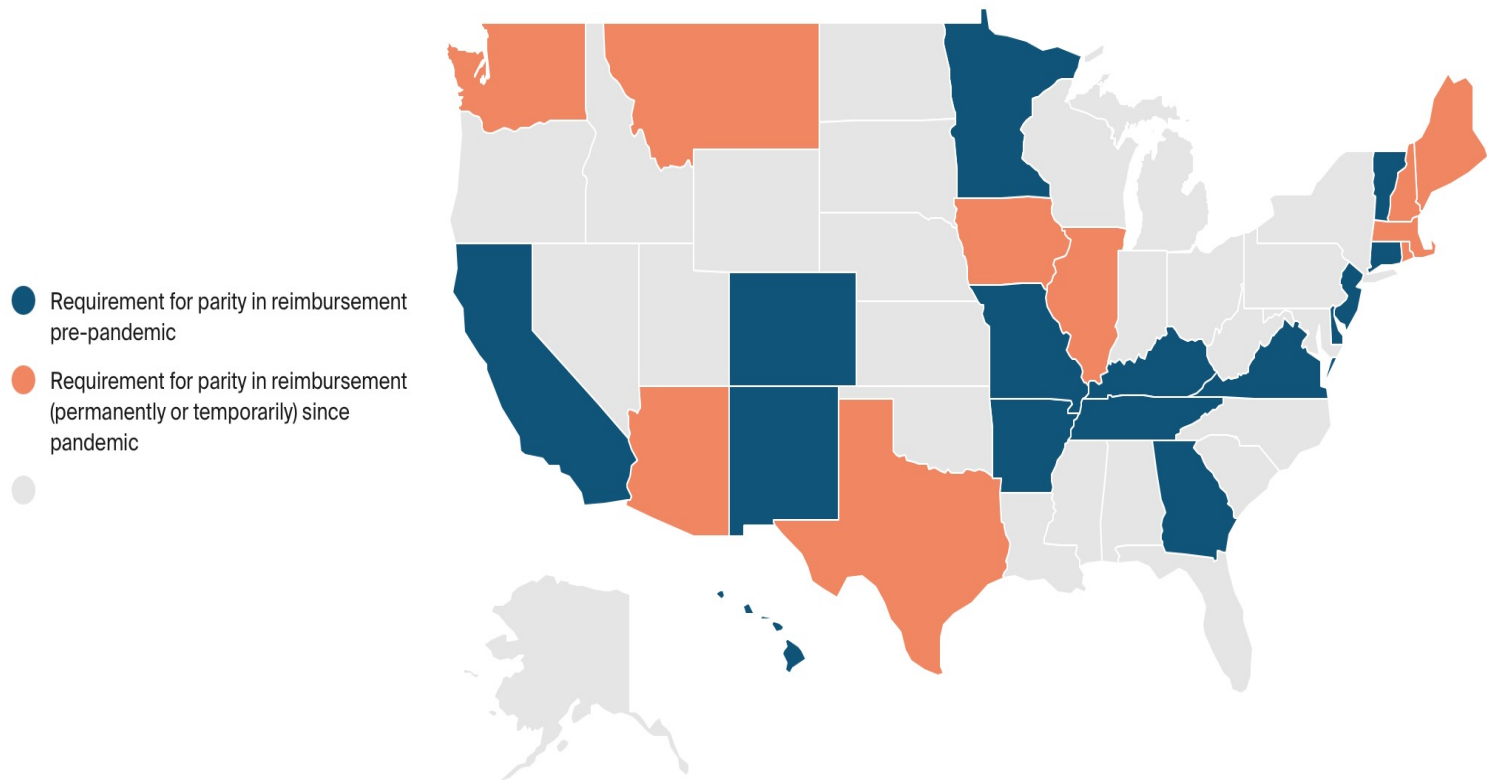 Requirement for parity in reimbursement
pre-pandemic
Requirement for parity in reimbursement
(permanently or temporarily) since
pandemic